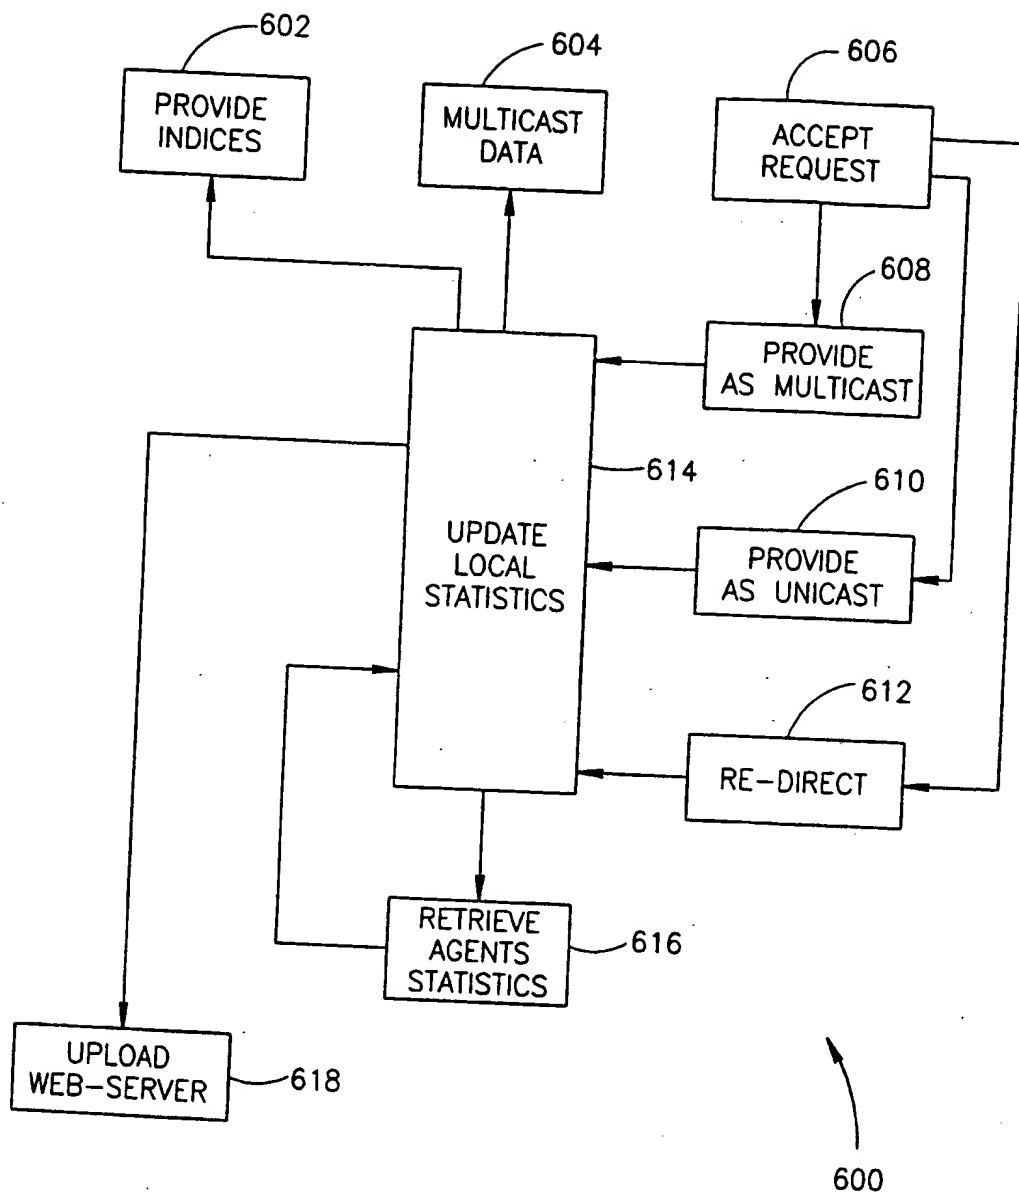 602
PROVIDE
INDICES
604
MULTICAST
DATA
606
ACCEPT
REQUEST
608
PROVIDE
AS MULTICAST
614
UPDATE
LOCAL
STATISTICS
610
PROVIDE
AS UNICAST
612
RE-DIRECT
RETRIEVE
AGENTS
STATISTICS
616
UPLOAD
WEB-SERVER
618
600